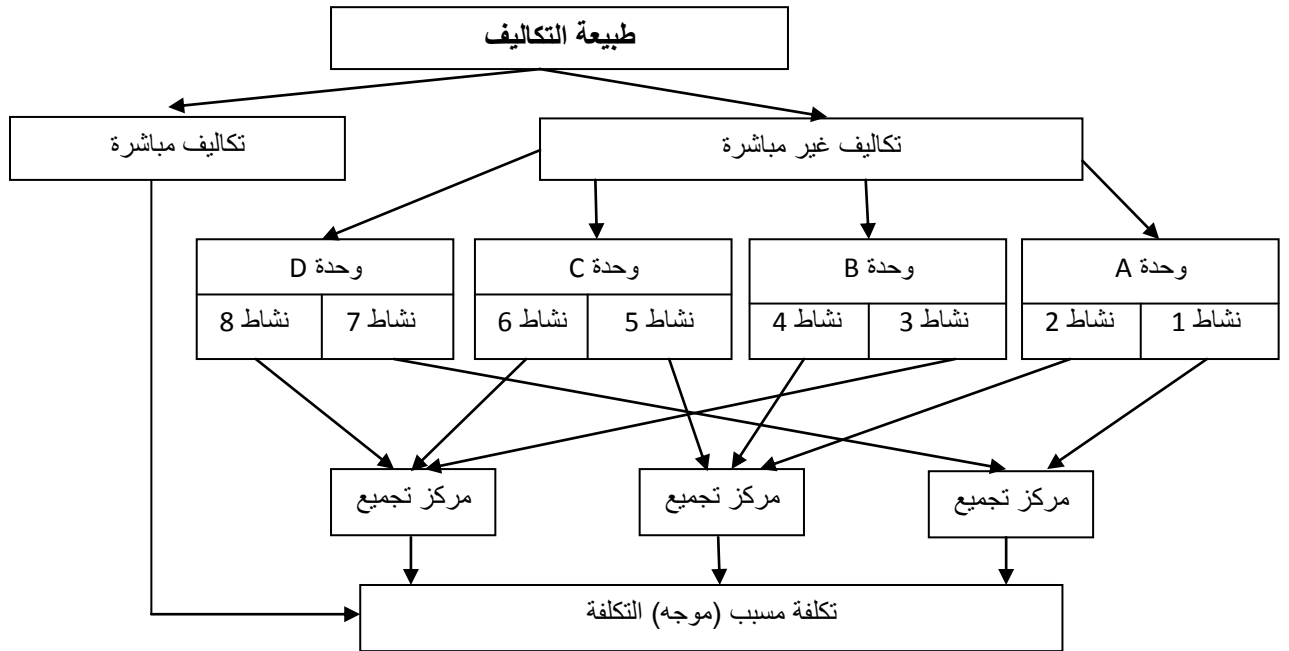 طبيعة التكاليف
تكاليف غير مباشرة
تكاليف مباشرة
وحدة A
وحدة B
وحدة C
وحدة D
نشاط 1
نشاط 2
نشاط 3
نشاط 4
نشاط 5
نشاط 6
نشاط 7
نشاط 8
مركز تجميع
مركز تجميع
مركز تجميع
تكلفة مسبب (موجه) التكلفة